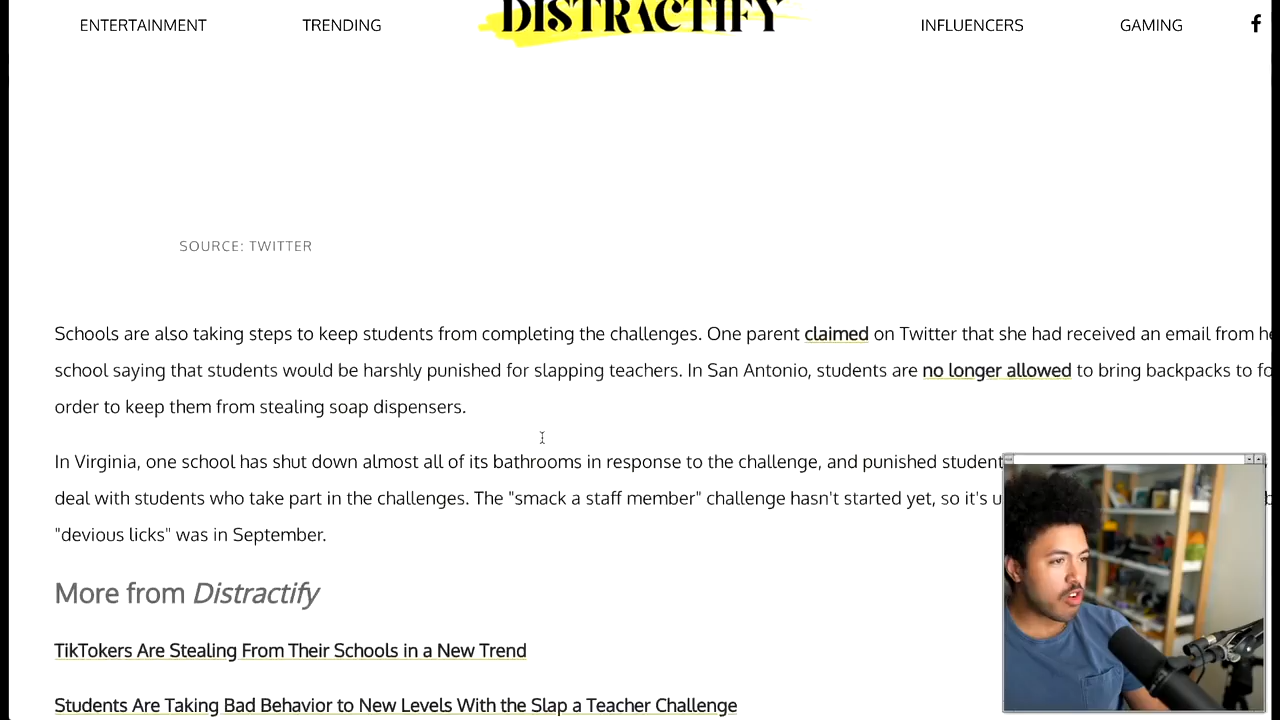 ENTERTAINMENT TRENDING DISTRACTIFY INFLUENCERS GAMING
SOURCE: TWITTER
Schools are also taking steps to keep students from completing the challenges. One parent claimed on Twitter that she had received an email from
school saying that students would be harshly punished for slapping teachers. In San Antonio, students are no longer allowed to bring backpacks to
order to keep them from stealing soap dispensers.
In Virginia, one school has shut down almost all of its bathrooms in response to the challenge, and punished
deal with students who take part in the challenges. The "smack a staff member" challenge hasn't started yet, so it's
"devious licks" was in September.
More from Distractify
TikTokers Are Stealing From Their Schools in a New Trend
Students Are Taking Bad Behavior to New Levels With the Slap a Teacher Challenge